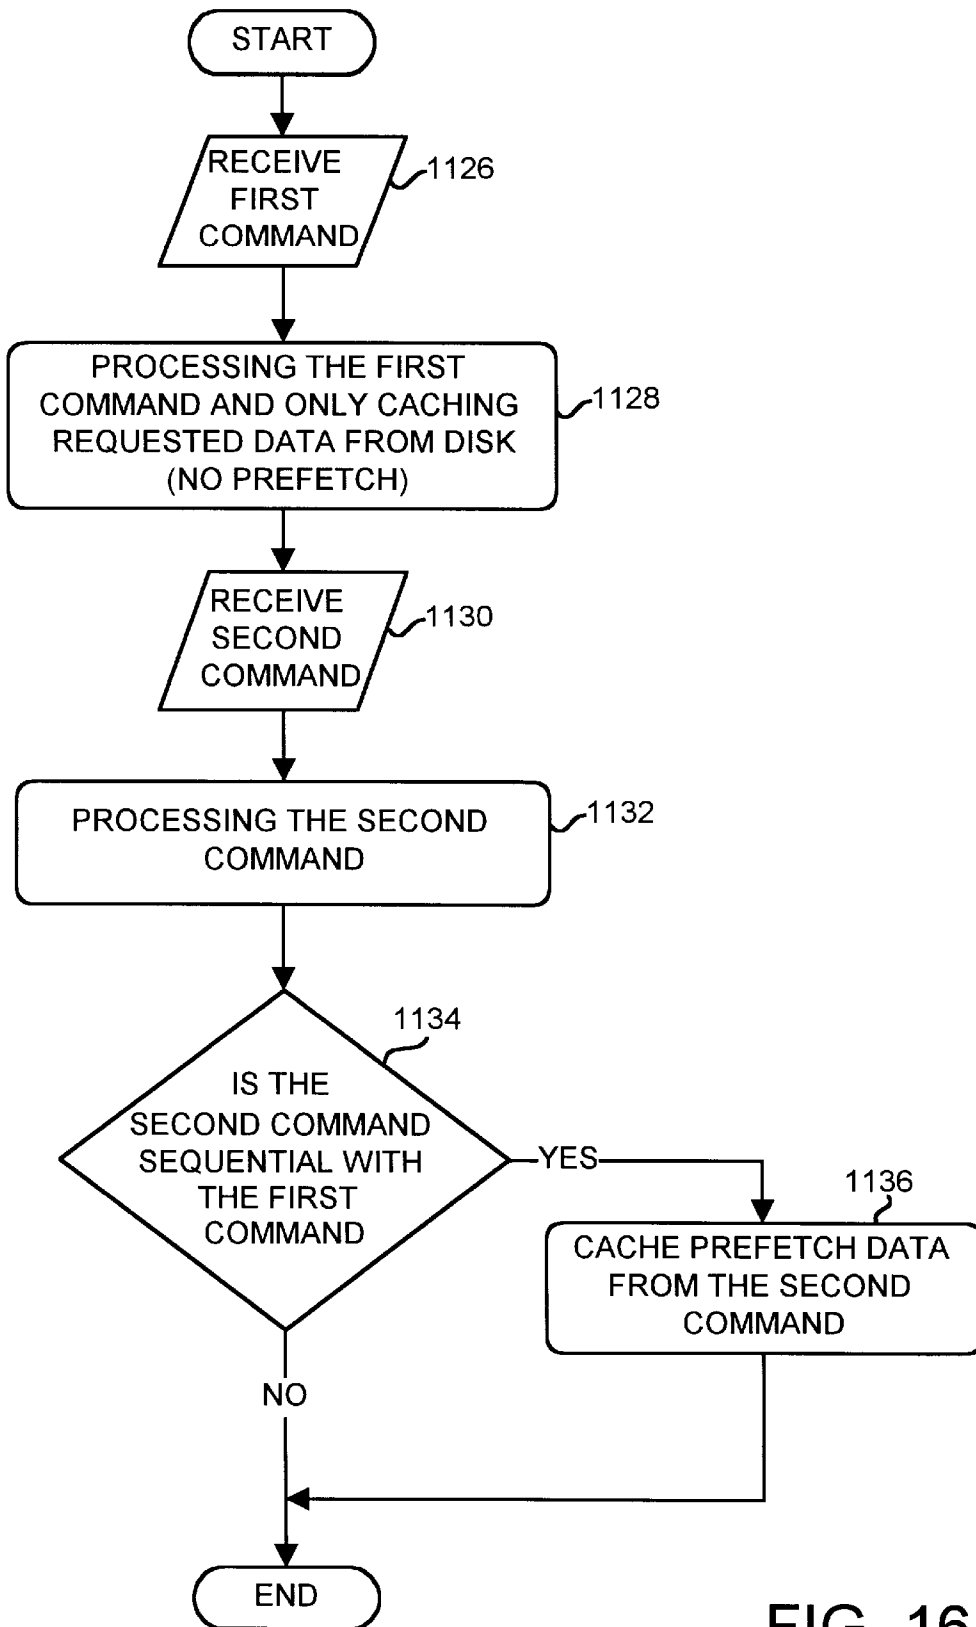 START
RECEIVE
FIRST
COMMAND
1126
PROCESSING THE FIRST
COMMAND AND ONLY CACHING
REQUESTED DATA FROM DISK
(NO PREFETCH)
1128
RECEIVE
SECOND
COMMAND
1130
PROCESSING THE SECOND
COMMAND
1132
1134
IS THE
SECOND COMMAND
SEQUENTIAL WITH
THE FIRST
COMMAND
YES
1136
CACHE PREFETCH DATA
FROM THE SECOND
COMMAND
NO
END
FIG. 16